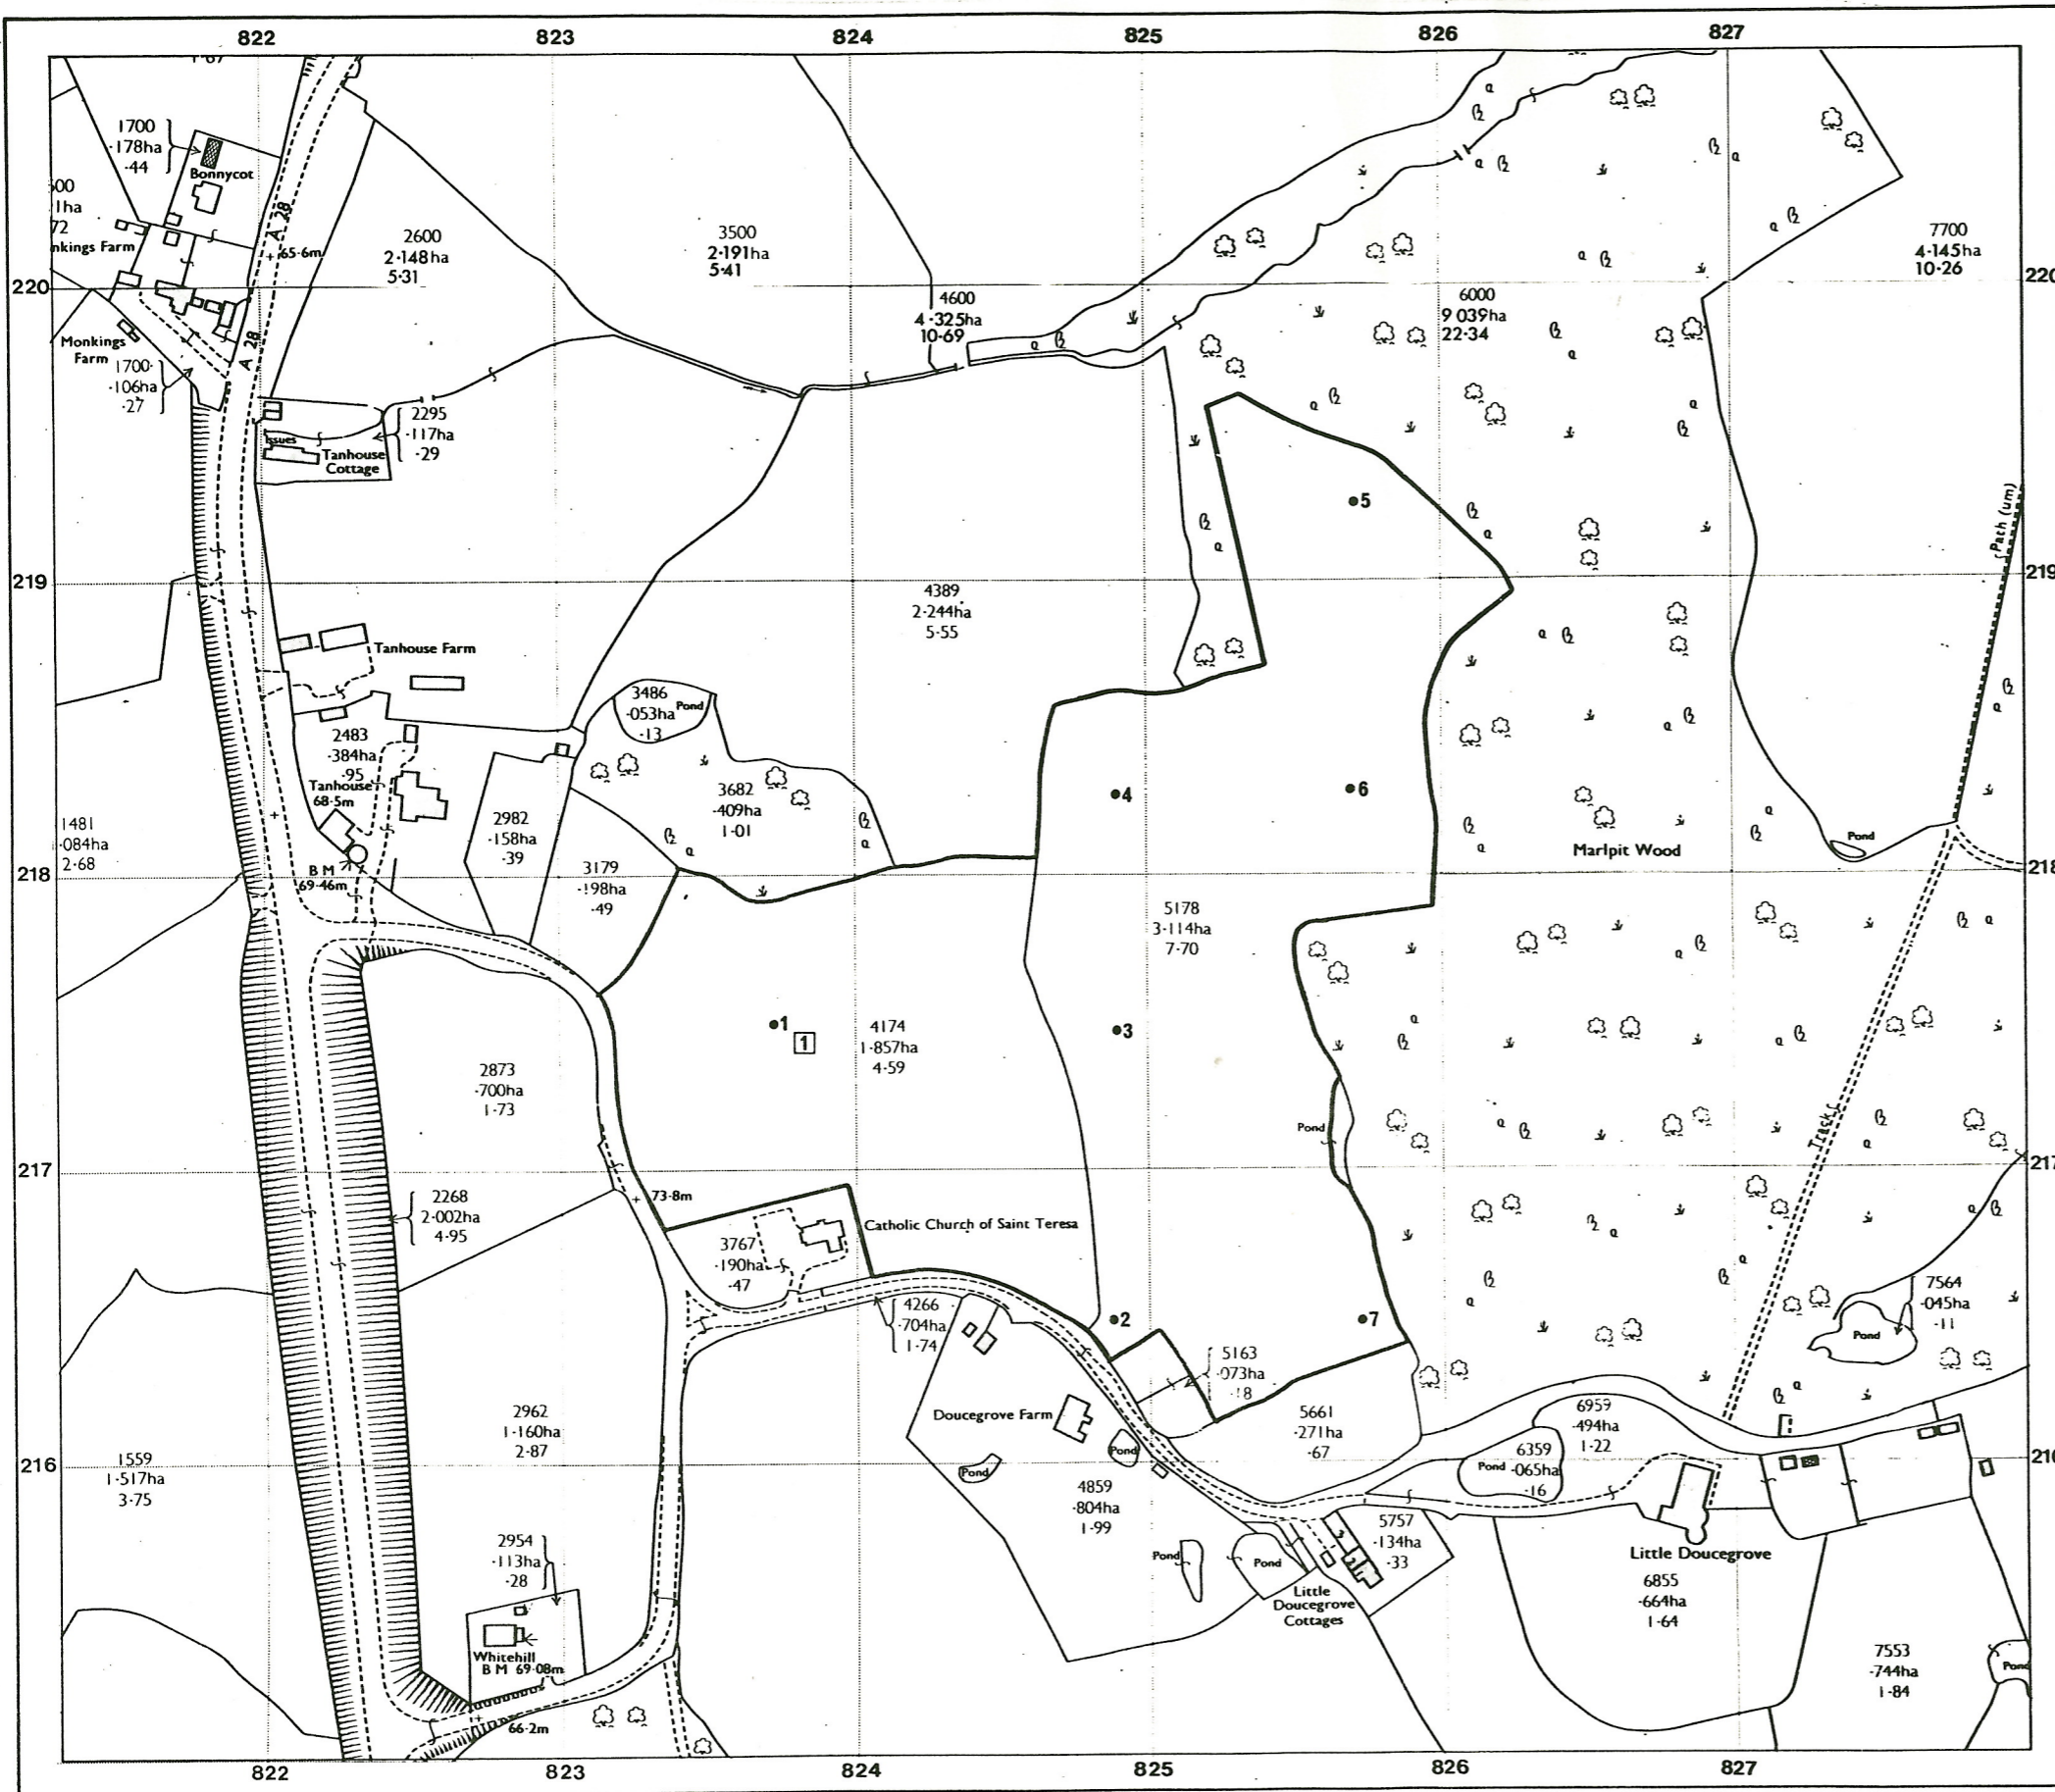 822 823 824 825 826 827
1700
·178ha
·44
Bonnycot
A 28
65·6m
2600
2·148ha
5·31
3500
2·191ha
5·41
7700
4·145ha
10·26
220
220
4600
4·325ha
10·69
6000
9 039ha
22·34
A 28
Monkings
Farm
1700
·106ha
·27
2295
·117ha
·29
Issues
Tanhouse
Cottage
5
Path (um)
219
219
4389
2·244ha
5·55
Tanhouse Farm
3486
·053ha
·13
Pond
2483
·384ha
·95
Tanhouse
68·5m
3682
·409ha
1·01
4
6
2982
·158ha
·39
1481
·084ha
2·68
Marlpit Wood
Pond
B M
69·46m
3179
·198ha
·49
218
218
5178
3·114ha
7·70
1
1
4174
1·857ha
4·59
3
2873
·700ha
1·73
Pond
Track
217
2268
2·002ha
4·95
73·8m
Catholic Church of Saint Teresa
3767
·190ha
·47
4266
·704ha
1·74
2
7
7564
·045ha
·11
Pond
5163
·073ha
·18
Doucegrove Farm
5661
·271ha
·67
6959
·494ha
1·22
2962
1·160ha
2·87
Pond
Pond
6359
·065ha
·16
Pond
216
1559
1·517ha
3·75
4859
·804ha
1·99
5757
·134ha
·33
2954
·113ha
·28
Pond
Pond
Little
Doucegrove
Cottages
Little Doucegrove
6855
·664ha
1·64
Whitehill
B M 69·08m
7553
·744ha
1·84
Pond
66·2m
822 823 824 825 826 827